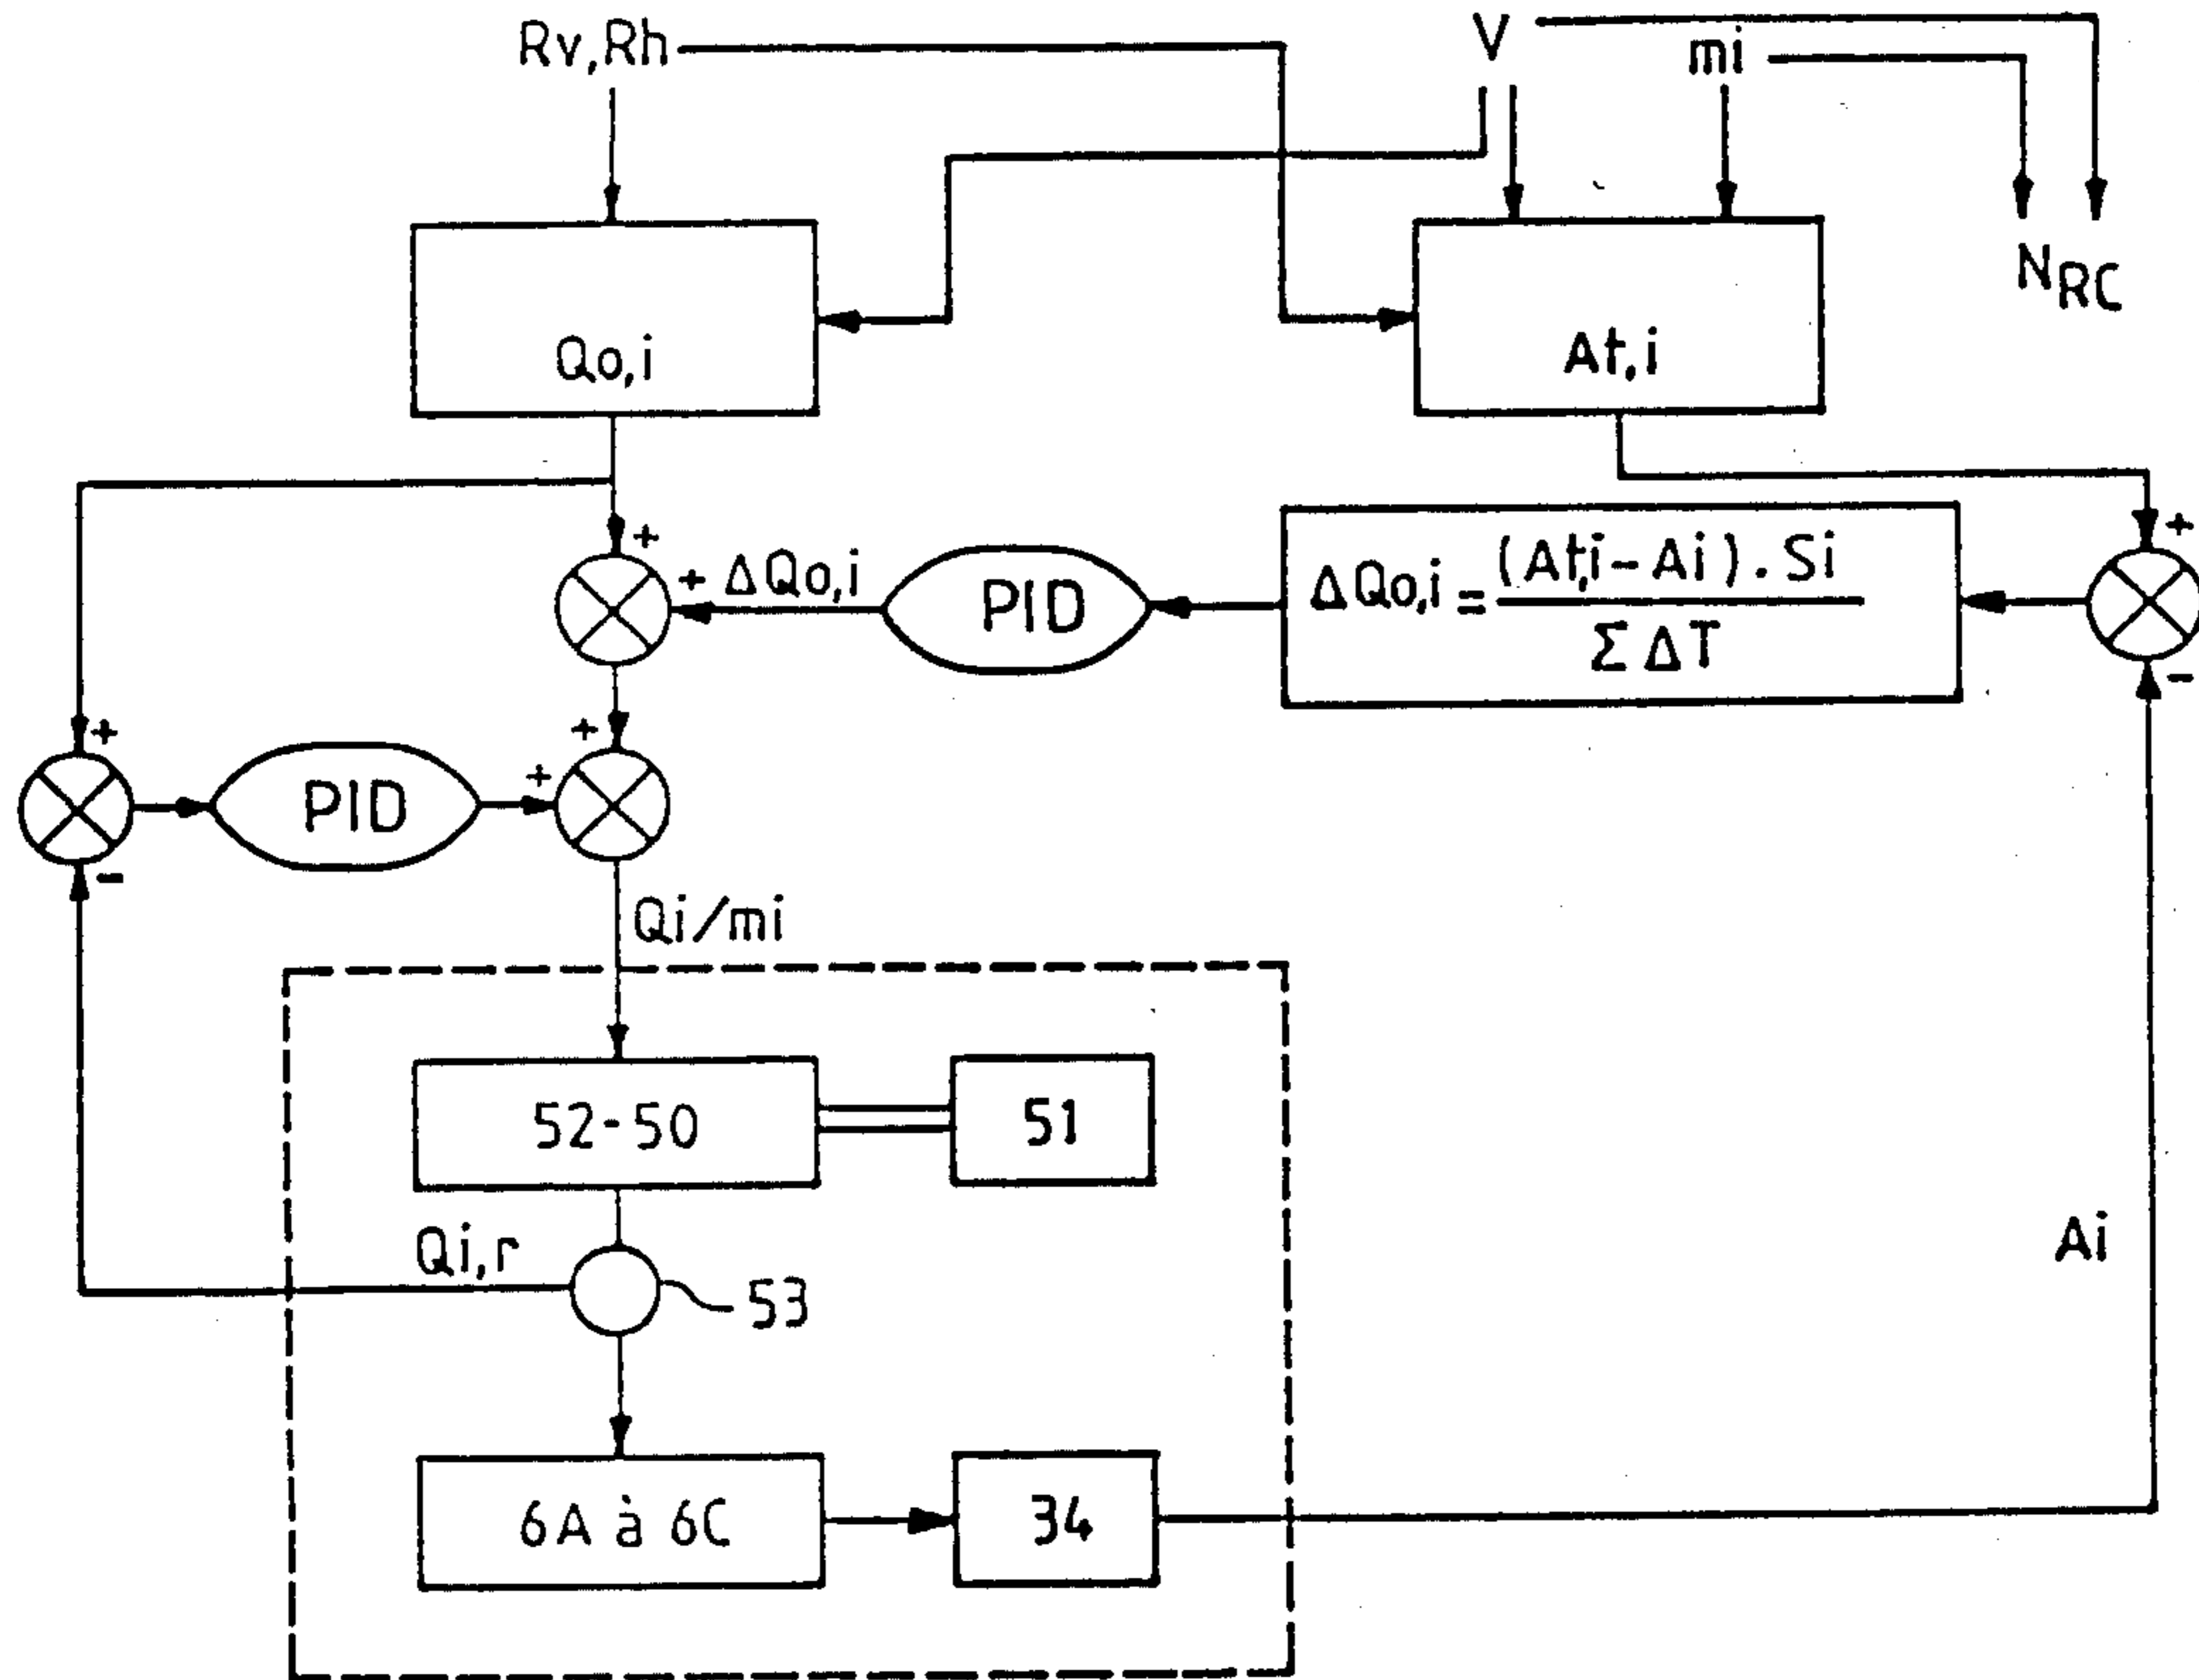 Rv,Rh
V
mi
NRC
Qo,i
At,i
+
+ ΔQo,i
PID
ΔQo,i = (At,i-Ai).Si
ΣΔT
+
-
+
PID
+
+
-
Qi/mi
52-50
51
Qi,r
53
Ai
6A à 6C
34